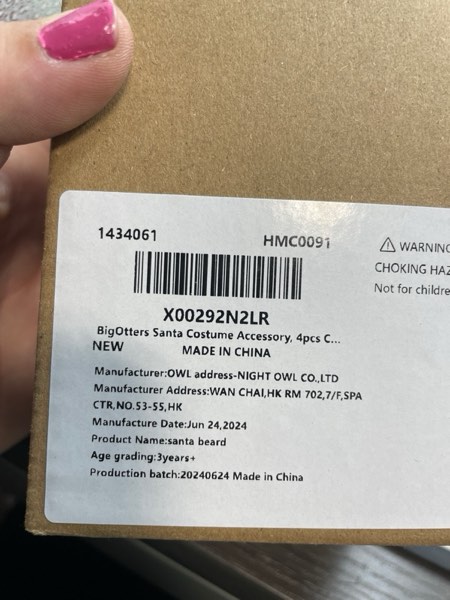 1434061 HMC0091
X00292N2LR
BigOtters Santa Costume Accessory, 4pcs C...
NEW MADE IN CHINA
Manufacturer:OWL address-NIGHT OWL CO.,LTD
Manufacturer Address:WAN CHAI,HK RM 702,7/F,SPA
CTR,NO.53-55,HK
Manufacture Date:Jun 24,2024
Product Name:santa beard
Age grading:3years+
Production batch:20240624 Made in China
⚠ WARNING
CHOKING HAZ
Not for childre